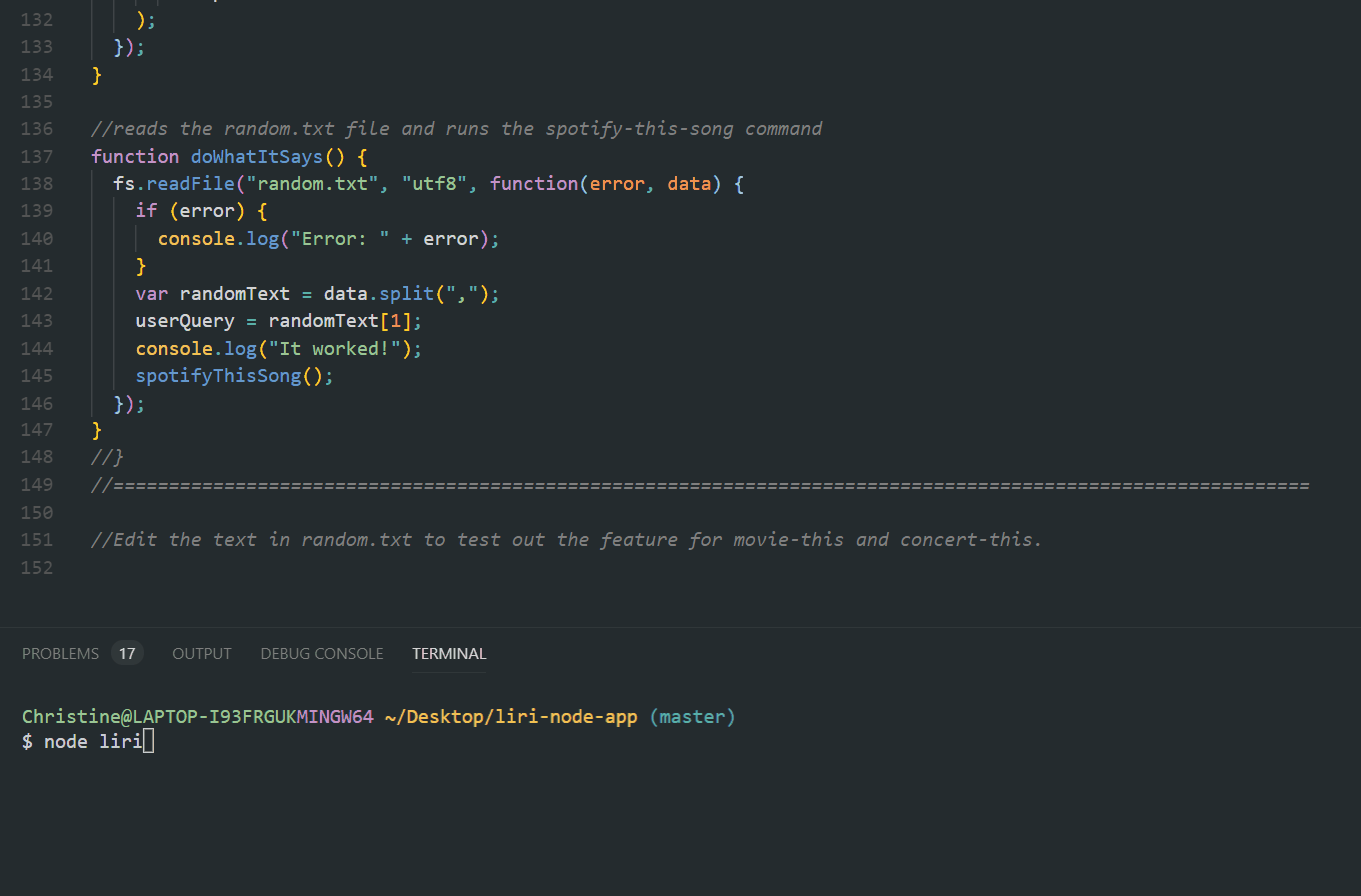 132 );
133 });
134 }
135
136 //reads the random.txt file and runs the spotify-this-song command
137 function doWhatItSays() {
138 fs.readFile("random.txt", "utf8", function(error, data) {
139 if (error) {
140 console.log("Error: " + error);
141 }
142 var randomText = data.split(",");
143 userQuery = randomText[1];
144 console.log("It worked!");
145 spotifyThisSong();
146 });
147 }
148 //}
149 //============================================================================================================
150
151 //Edit the text in random.txt to test out the feature for movie-this and concert-this.
152
PROBLEMS 17 OUTPUT DEBUG CONSOLE TERMINAL
Christine@LAPTOP-I93FRGUKMINGW64 ~/Desktop/liri-node-app (master)
$ node liri